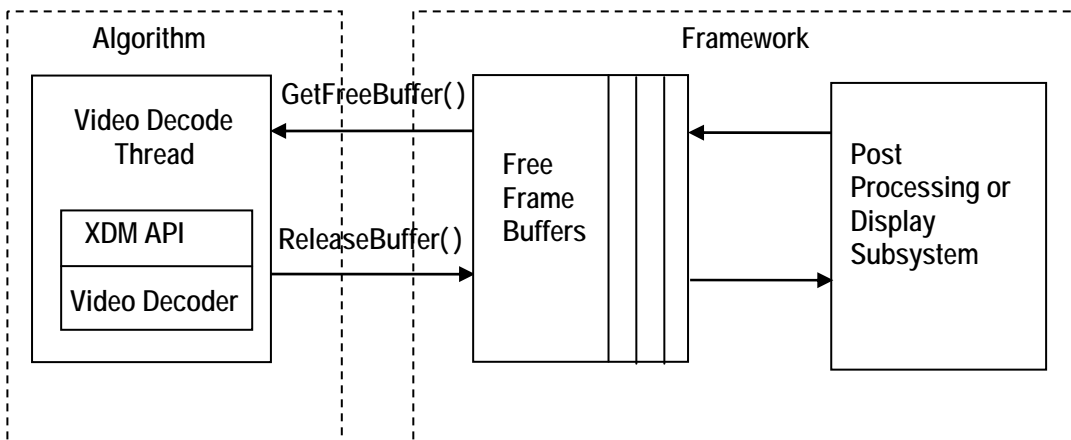 Algorithm
Framework
GetFreeBuffer( )
Video Decode
Thread
XDM API
Video Decoder
ReleaseBuffer( )
Free
Frame
Buffers
Post
Processing or
Display
Subsystem